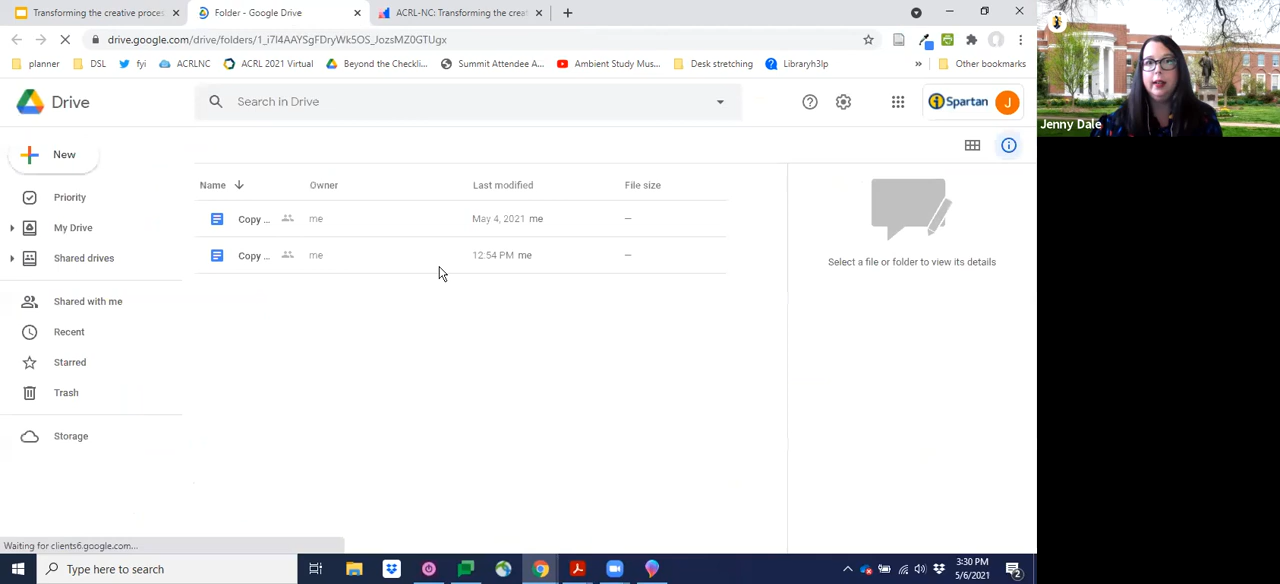 Transforming the creative proces
Folder - Google Drive
ACRL-NC: Transforming the creat
drive.google.com/drive/folders/1_i7I4AAYSgFDryWk5OS_JozsMZ0GTUgx
planner
DSL
fyi
ACRLNC
ACRL 2021 Virtual
Beyond the Checkli...
Summit Attendee A...
Ambient Study Mus...
Desk stretching
Libraryh3lp
»
Other bookmarks
Drive
Search in Drive
Spartan
J
Jenny Dale
New
Priority
My Drive
Shared drives
Shared with me
Recent
Starred
Trash
Storage
Name
Owner
Last modified
File size
Copy ...
me
May 4, 2021 me
—
Copy ...
me
12:54 PM me
—
Select a file or folder to view its details
Waiting for clients6.google.com...
Type here to search
3:30 PM
5/6/2021
2